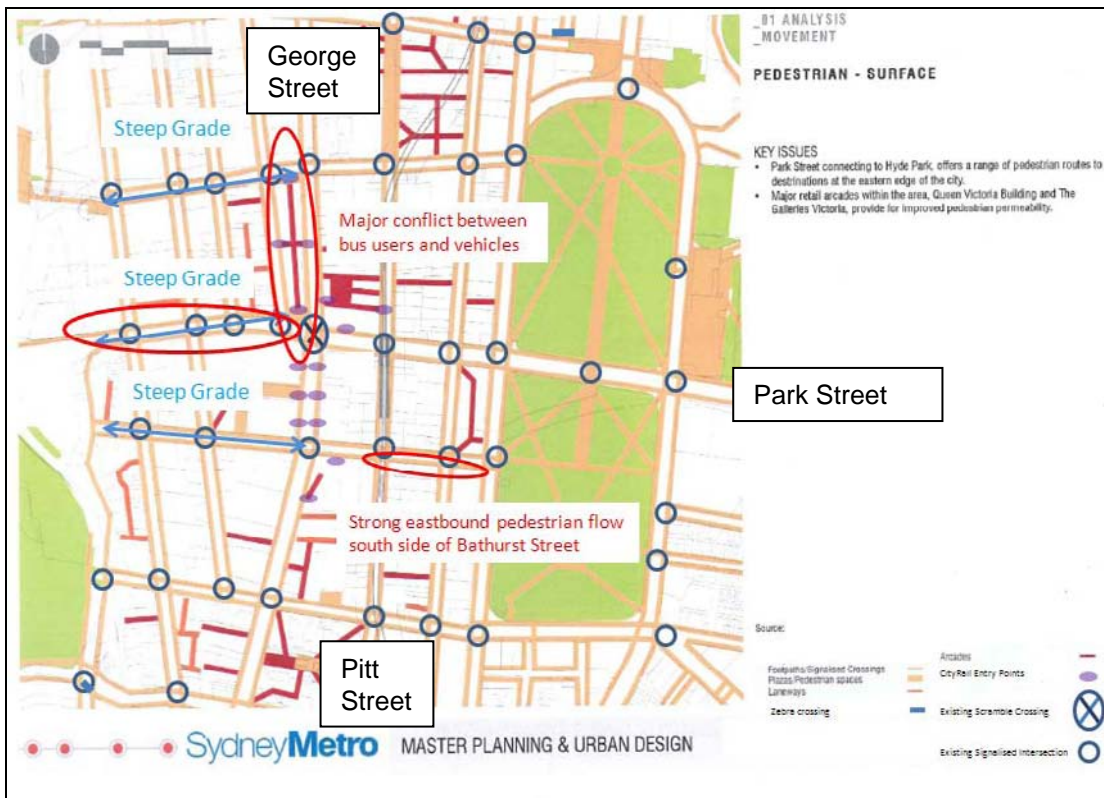 _01 ANALYSIS
_MOVEMENT
PEDESTRIAN - SURFACE
KEY ISSUES
• Park Street connecting to Hyde Park, offers a range of pedestrian routes to
destinations at the eastern edge of the city.
• Major retail arcades within the area, Queen Victoria Building and The
Galleries Victoria, provide for improved pedestrian permeability.
George
Street
Steep Grade
Major conflict between
bus users and vehicles
Steep Grade
Steep Grade
Park Street
Strong eastbound pedestrian flow
south side of Bathurst Street
Pitt
Street
Source:
Footpaths/Signalised Crossings
Plazas/Pedestrian spaces
Laneways
Zebra crossing
Arcades
CityRail Entry Points
Existing Scramble Crossing
Existing Signalised Intersection
SydneyMetro MASTER PLANNING & URBAN DESIGN